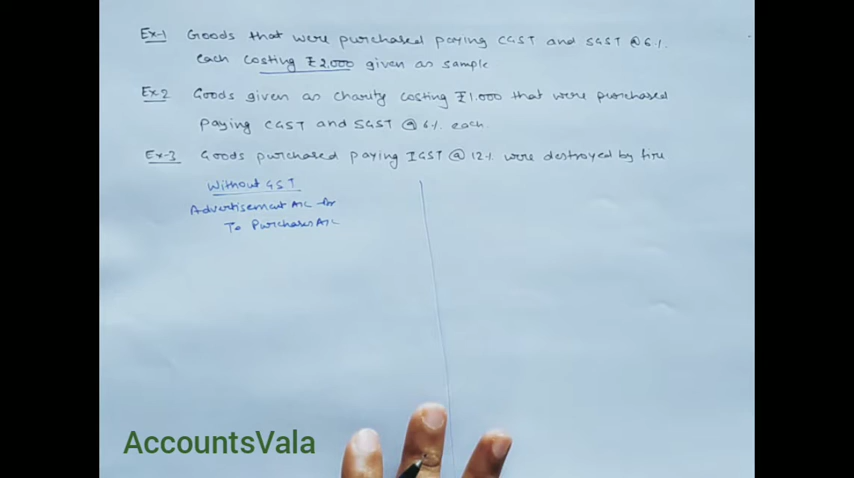 Ex-1 Goods that were purchased paying CGST and SGST @ 6%
each costing ₹2,000 given as sample
Ex-2 Goods given as charity costing ₹1,000 that were purchased
paying CGST and SGST @ 6% each.
Ex-3 Goods purchased paying IGST @ 12% were destroyed by fire
Without GST
Advertisement A/c Dr
To Purchases A/c
AccountsVala